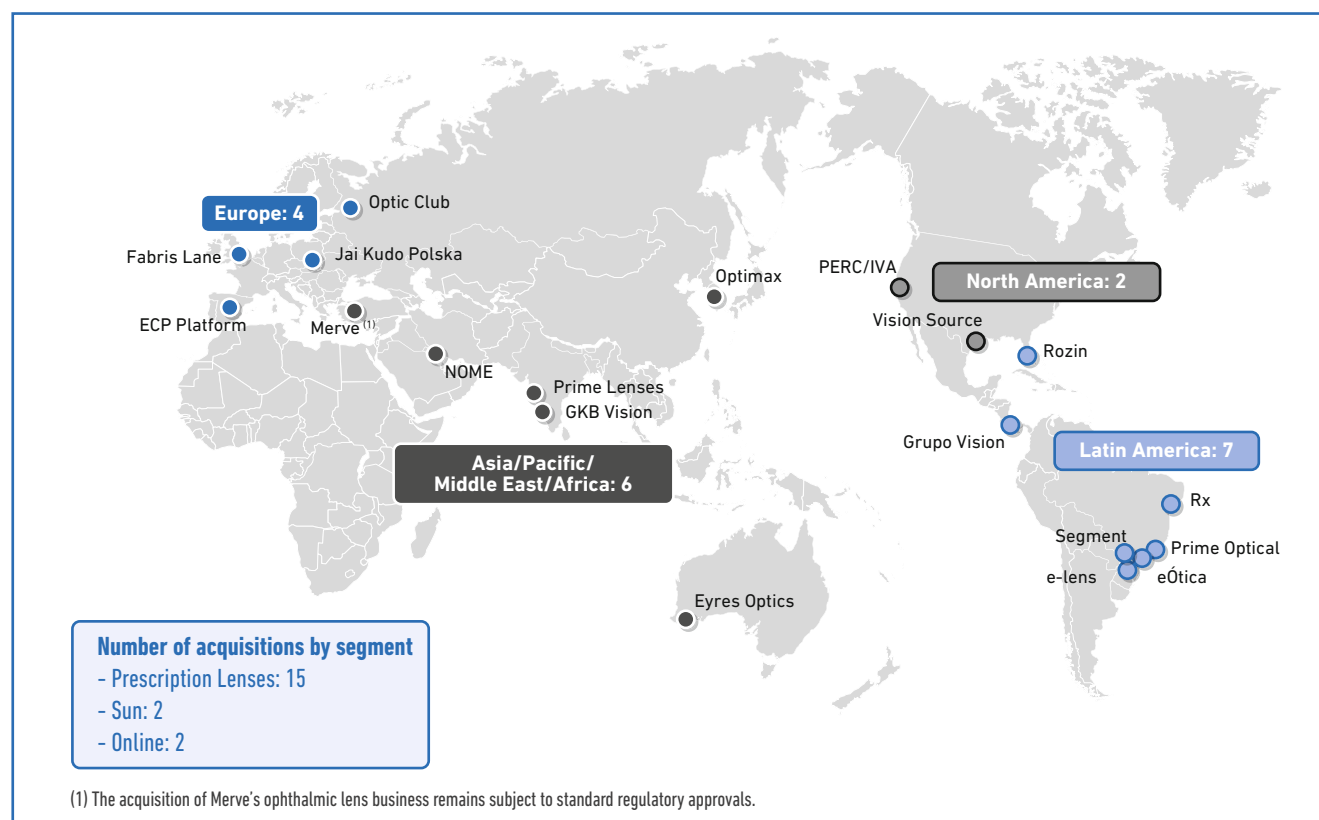 Optic Club
Europe: 4
Fabris Lane
Jai Kudo Polska
ECP Platform
Merve (1)
NOME
Optimax
Prime Lenses
GKB Vision
Asia/Pacific/
Middle East/Africa: 6
Eyres Optics
PERC/IVA
North America: 2
Vision Source
Rozin
Grupo Vision
Latin America: 7
Rx
Segment
Prime Optical
e-lens
eÓtica
Number of acquisitions by segment
- Prescription Lenses: 15
- Sun: 2
- Online: 2
(1) The acquisition of Merve's ophthalmic lens business remains subject to standard regulatory approvals.